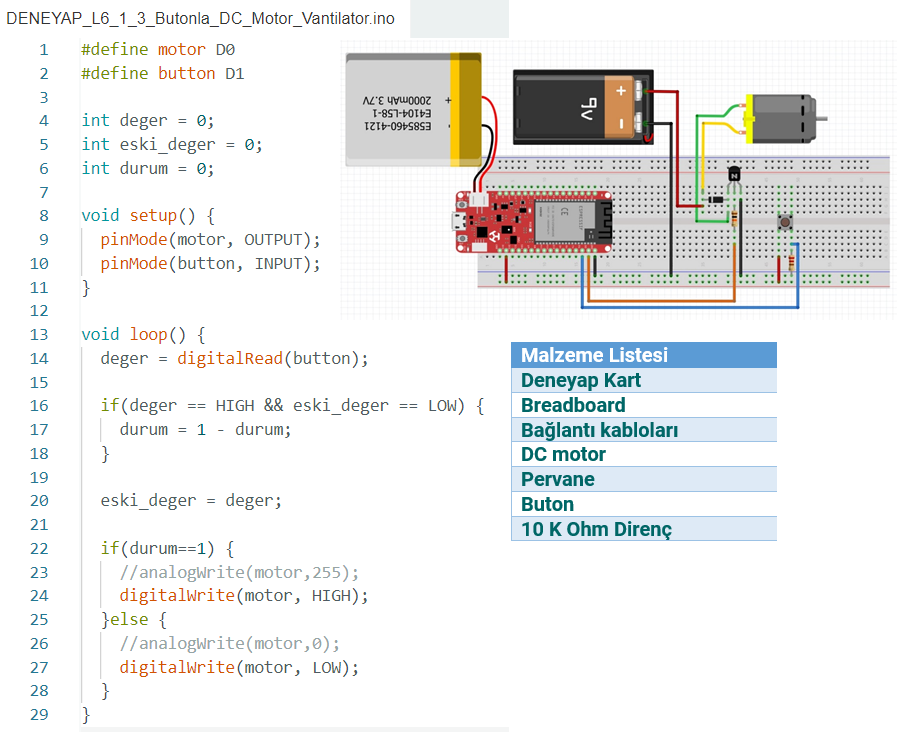 DENEYAP_L6_1_3_Butonla_DC_Motor_Vantilator.ino
1 #define motor D0
2 #define button D1
3
4 int deger = 0;
5 int eski_deger = 0;
6 int durum = 0;
7
8 void setup() {
9 pinMode(motor, OUTPUT);
10 pinMode(button, INPUT);
11 }
12
13 void loop() {
14 deger = digitalRead(button);
15
16 if(deger == HIGH && eski_deger == LOW) {
17 durum = 1 - durum;
18 }
19
20 eski_deger = deger;
21
22 if(durum==1) {
23 //analogWrite(motor,255);
24 digitalWrite(motor, HIGH);
25 }else {
26 //analogWrite(motor,0);
27 digitalWrite(motor, LOW);
28 }
29 }
ES85460-4121
E4104-LS8-1
2000mAh 3.7V
+
-
9v
+
-
N
Malzeme Listesi
Deneyap Kart
Breadboard
Bağlantı kabloları
DC motor
Pervane
Buton
10 K Ohm Direnç